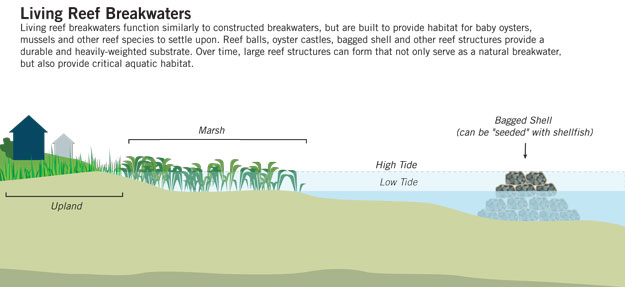 Living Reef Breakwaters
Living reef breakwaters function similarly to constructed breakwaters, but are built to provide habitat for baby oysters,
mussels and other reef species to settle upon. Reef balls, oyster castles, bagged shell and other reef structures provide a
durable and heavily-weighted substrate. Over time, large reef structures can form that not only serve as a natural breakwater,
but also provide critical aquatic habitat.
Bagged Shell
(can be "seeded" with shellfish)
Marsh
High Tide
Low Tide
Upland